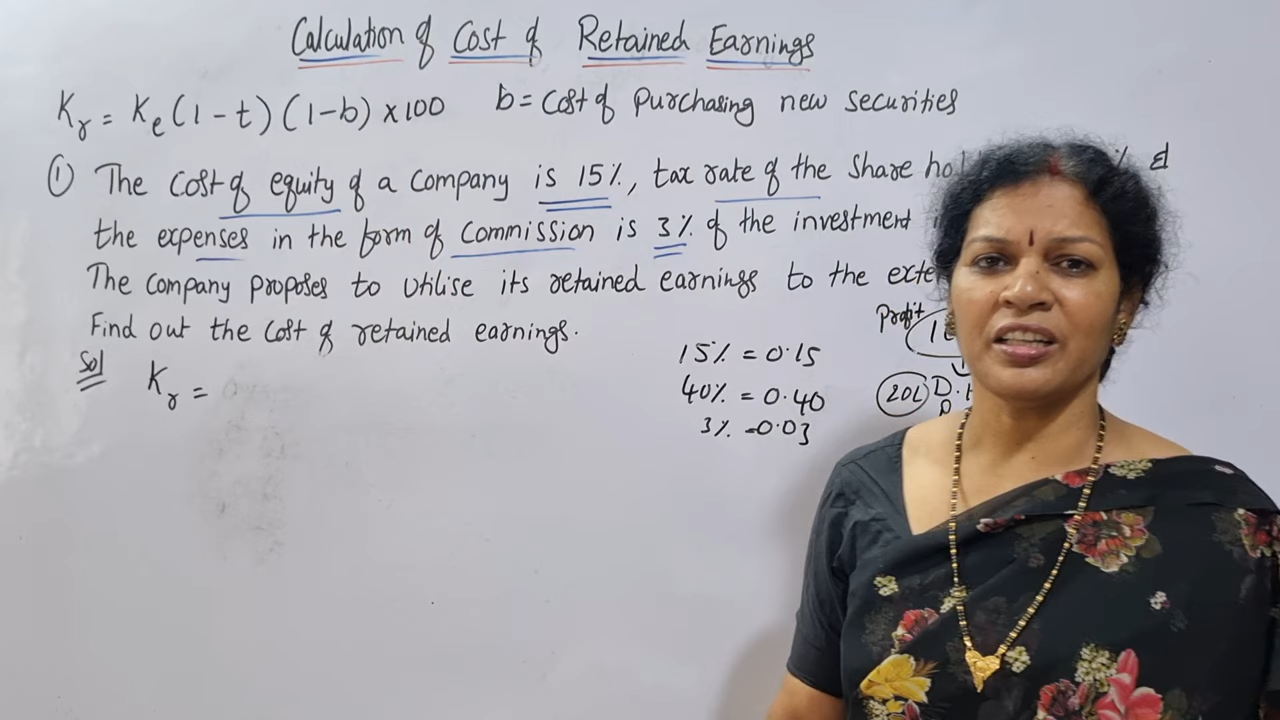 Calculation of Cost of Retained Earnings
Kr = Ke (1 - t) (1 - b) × 100 b = Cost of Purchasing new securities
① The Cost of equity of a Company is 15%, tax rate of the Share % &
the expenses in the form of Commission is 3% of the investment
The Company proposes to utilise its retained earnings to the
Find out the Cost of retained earnings.
Profit
15% = 0.15
Sol Kr =
40% = 0.40 20L
3% = 0.03